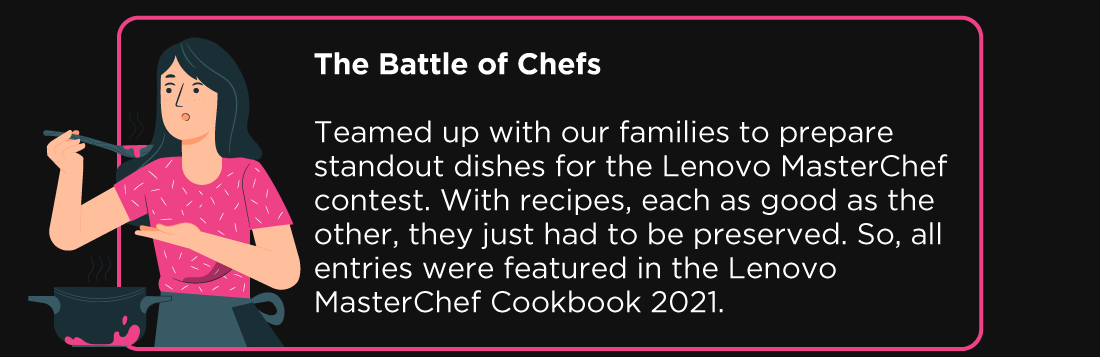 The Battle of Chefs
Teamed up with our families to prepare
standout dishes for the Lenovo MasterChef
contest. With recipes, each as good as the
other, they just had to be preserved. So, all
entries were featured in the Lenovo
MasterChef Cookbook 2021.